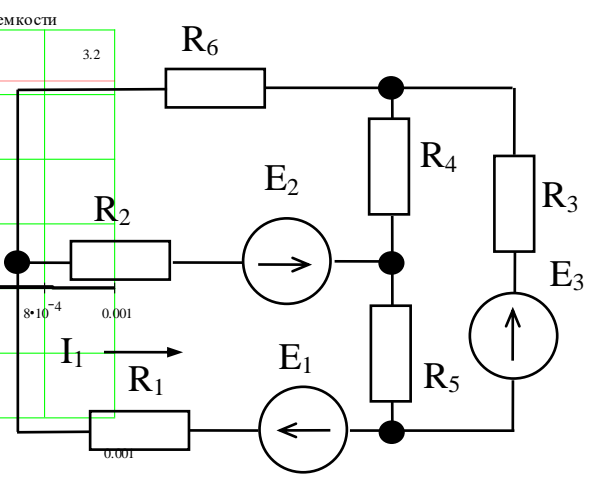 емкости
R₆
3.2
R₄
E₂
R₃
R₂
E₃
8•10⁻⁴
0.001
I₁
E₁
R₁
R₅
0.001